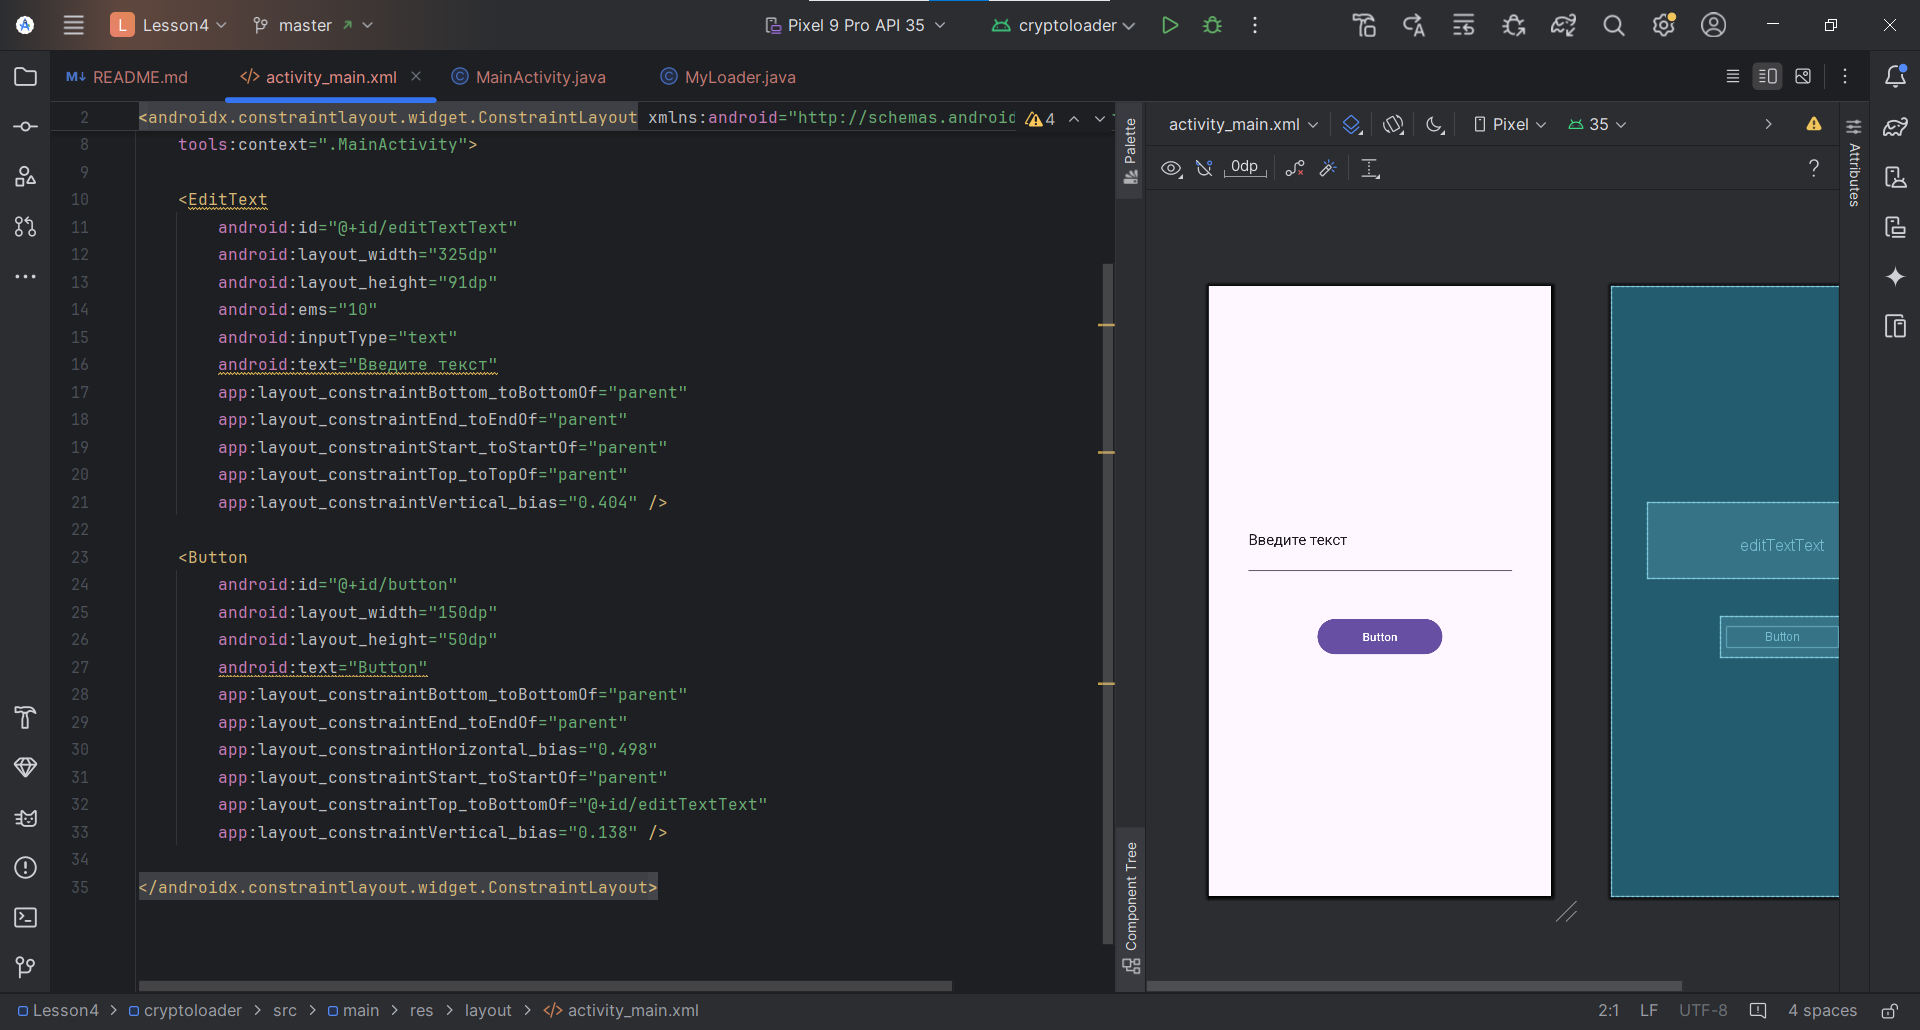 L Lesson4 master Pixel 9 Pro API 35 cryptoloader
M↓ README.md </> activity_main.xml MainActivity.java MyLoader.java
2 <androidx.constraintlayout.widget.ConstraintLayout xmlns:android="http://schemas.android 4
8 tools:context=".MainActivity">
9
10 <EditText
11 android:id="@+id/editTextText"
12 android:layout_width="325dp"
13 android:layout_height="91dp"
14 android:ems="10"
15 android:inputType="text"
16 android:text="Введите текст"
17 app:layout_constraintBottom_toBottomOf="parent"
18 app:layout_constraintEnd_toEndOf="parent"
19 app:layout_constraintStart_toStartOf="parent"
20 app:layout_constraintTop_toTopOf="parent"
21 app:layout_constraintVertical_bias="0.404" />
22
23 <Button
24 android:id="@+id/button"
25 android:layout_width="150dp"
26 android:layout_height="50dp"
27 android:text="Button"
28 app:layout_constraintBottom_toBottomOf="parent"
29 app:layout_constraintEnd_toEndOf="parent"
30 app:layout_constraintHorizontal_bias="0.498"
31 app:layout_constraintStart_toStartOf="parent"
32 app:layout_constraintTop_toBottomOf="@+id/editTextText"
33 app:layout_constraintVertical_bias="0.138" />
34
35 </androidx.constraintlayout.widget.ConstraintLayout>
Palette
Component Tree
activity_main.xml Pixel 35
0dp ?
Attributes
Введите текст
Button
editTextText
Button
Lesson4 > cryptoloader > src > main > res > layout > </> activity_main.xml 2:1 LF UTF-8 4 spaces